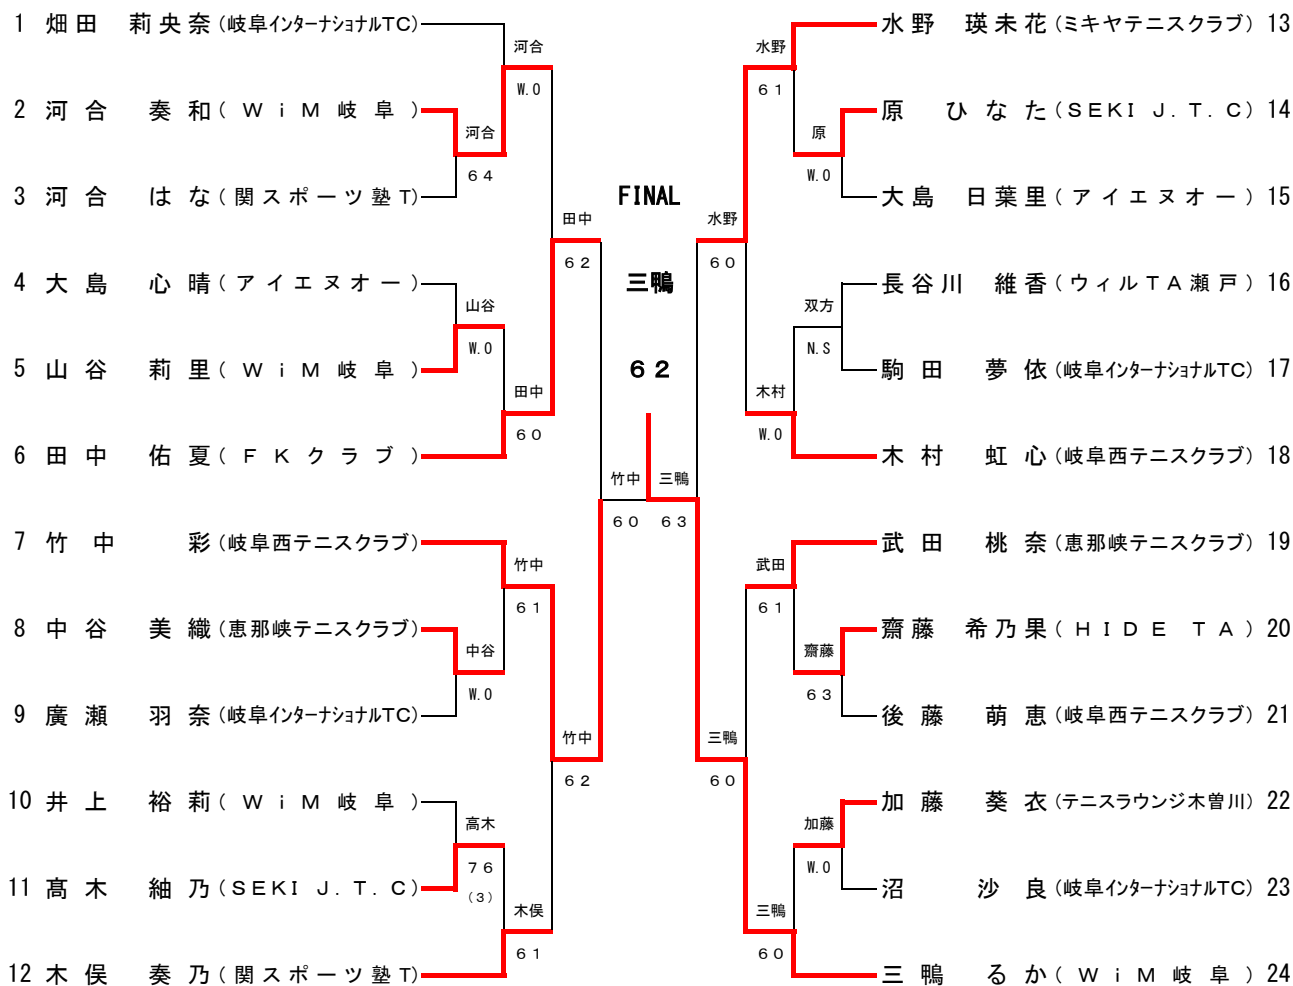 1 畑田 莉央奈(岐阜インターナショナルTC)
2 河合 奏和(WiM岐阜)
3 河合 はな(関スポーツ塾T)
4 大島 心晴(アイエヌオー)
5 山谷 莉里(WiM岐阜)
6 田中 佑夏(FKクラブ)
7 竹中 彩(岐阜西テニスクラブ)
8 中谷 美織(恵那峡テニスクラブ)
9 廣瀬 羽奈(岐阜インターナショナルTC)
10 井上 裕莉(WiM岐阜)
11 髙木 紬乃(SEKI J.T.C)
12 木俣 奏乃(関スポーツ塾T)
河合
64
山谷
W.O
中谷
W.O
高木
76
(3)
河合
W.O
田中
60
竹中
61
木俣
61
田中
62
竹中
62
竹中
60
FINAL
三鴨
62
三鴨
63
水野
60
三鴨
60
水野
61
木村
W.O
武田
61
三鴨
60
原
W.O
双方
N.S
齋藤
63
加藤
W.O
水野 瑛未花(ミキヤテニスクラブ) 13
原 ひなた(SEKI J.T.C) 14
大島 日葉里(アイエヌオー) 15
長谷川 維香(ウィルTA瀬戸) 16
駒田 夢依(岐阜インターナショナルTC) 17
木村 虹心(岐阜西テニスクラブ) 18
武田 桃奈(恵那峡テニスクラブ) 19
齋藤 希乃果(HIDE TA) 20
後藤 萌恵(岐阜西テニスクラブ) 21
加藤 葵衣(テニスラウンジ木曽川) 22
沼 沙良(岐阜インターナショナルTC) 23
三鴨 るか(WiM岐阜) 24